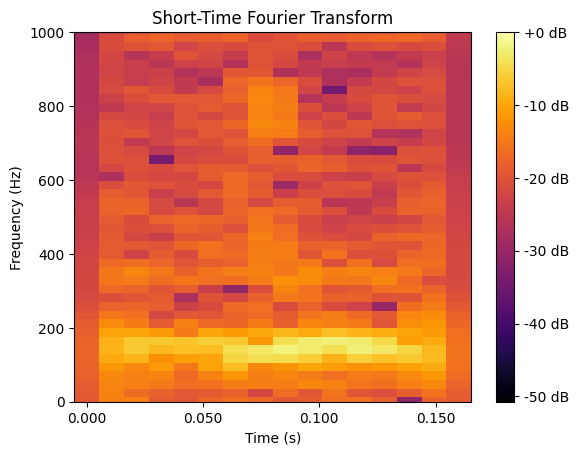 Short-Time Fourier Transform
1000
800
600
400
200
0
Frequency (Hz)
0.000
0.050
0.100
0.150
Time (s)
+0 dB
-10 dB
-20 dB
-30 dB
-40 dB
-50 dB